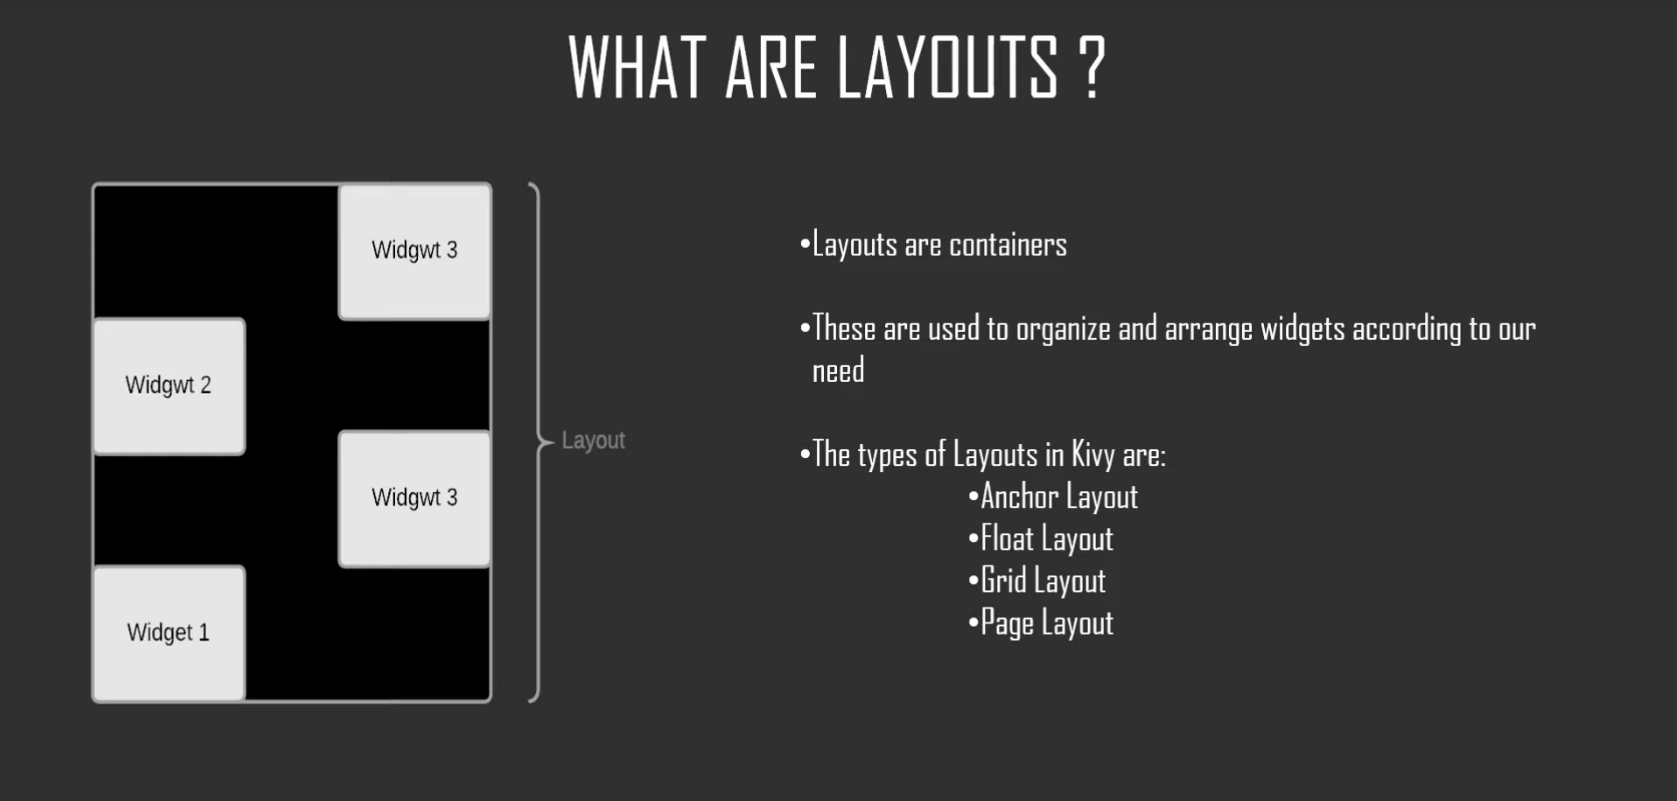 WHAT ARE LAYOUTS ?
Widgwt 3
Widgwt 2
Widgwt 3
Widget 1
Layout
•Layouts are containers
•These are used to organize and arrange widgets according to our
need
•The types of Layouts in Kivy are:
•Anchor Layout
•Float Layout
•Grid Layout
•Page Layout